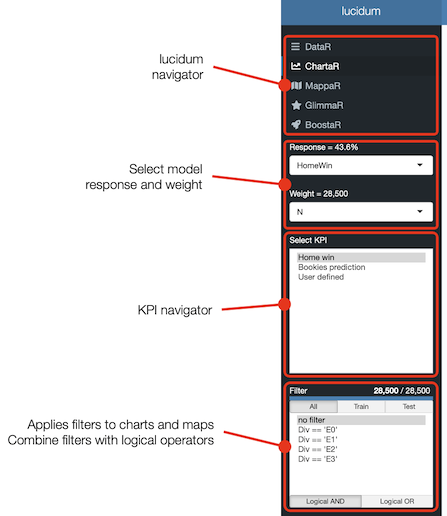 lucidum
lucidum
navigator
DataR
ChartaR
MappaR
GlimmaR
BoostaR
Select model
response and weight
Response = 43.6%
HomeWin
Weight = 28,500
N
KPI navigator
Select KPI
Home win
Bookies prediction
User defined
Applies filters to charts and maps
Combine filters with logical operators
Filter 28,500 / 28,500
All Train Test
no filter
Div == 'E0'
Div == 'E1'
Div == 'E2'
Div == 'E3'
Logical AND Logical OR